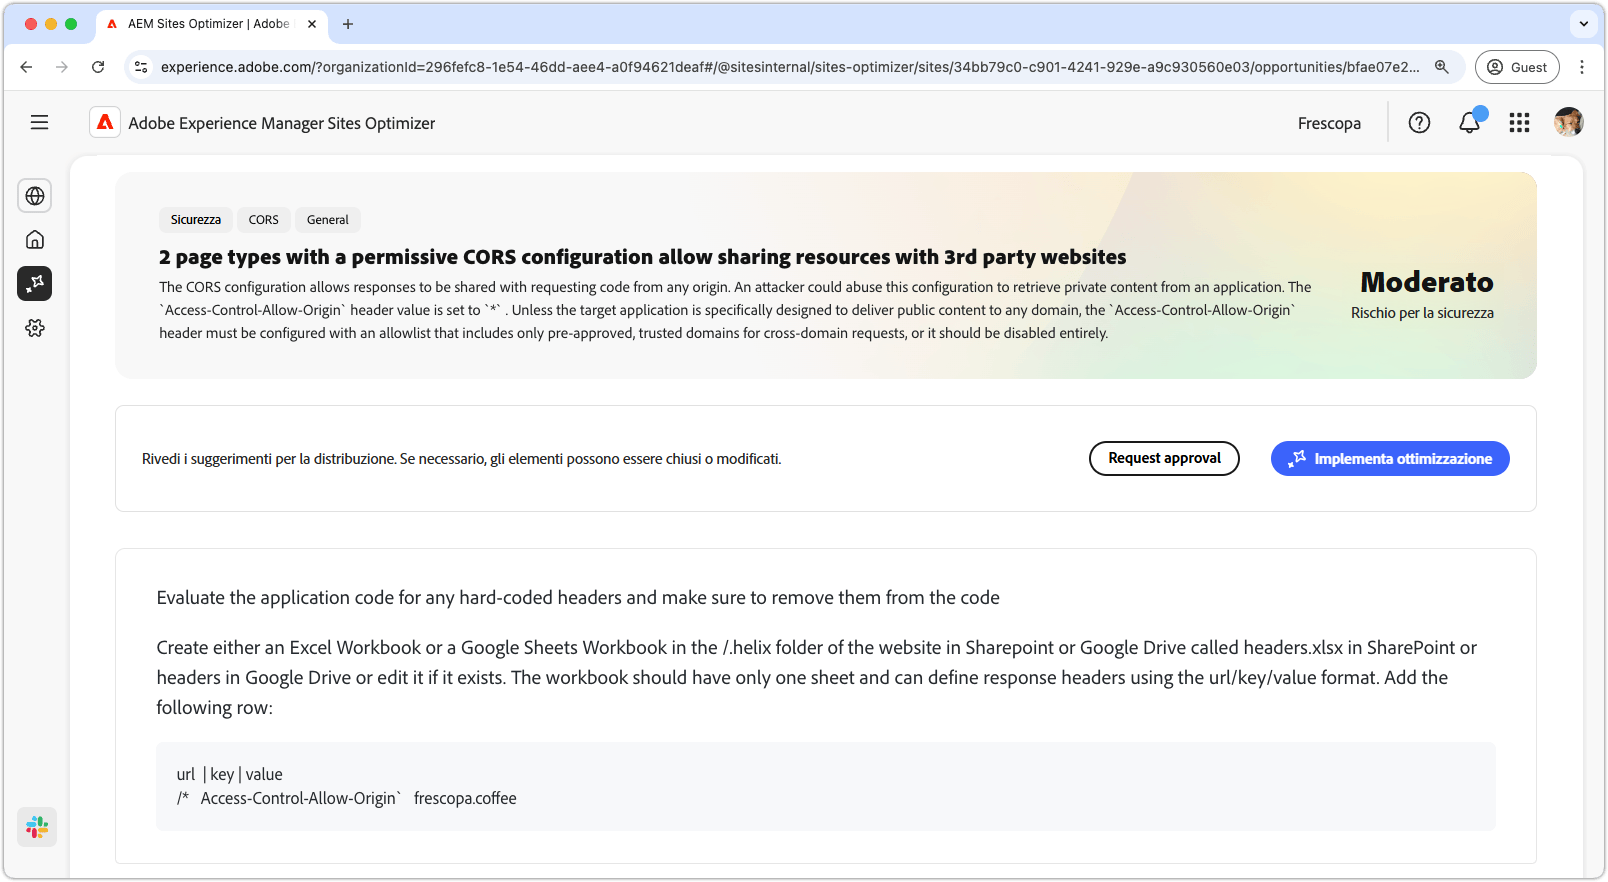 AEM Sites Optimizer | Adobe
experience.adobe.com/?organizationId=296fefc8-1e54-46dd-aee4-a0f94621deaf#/@sitesinternal/sites-optimizer/sites/34bb79c0-c901-4241-929e-a9c930560e03/opportunities/bfae07e2...
Guest
Adobe Experience Manager Sites Optimizer
Frescopa
Sicurezza
CORS
General
2 page types with a permissive CORS configuration allow sharing resources with 3rd party websites
The CORS configuration allows responses to be shared with requesting code from any origin. An attacker could abuse this configuration to retrieve private content from an application. The
`Access-Control-Allow-Origin` header value is set to `*` . Unless the target application is specifically designed to deliver public content to any domain, the `Access-Control-Allow-Origin`
header must be configured with an allowlist that includes only pre-approved, trusted domains for cross-domain requests, or it should be disabled entirely.
Moderato
Rischio per la sicurezza
Rivedi i suggerimenti per la distribuzione. Se necessario, gli elementi possono essere chiusi o modificati.
Request approval
Implementa ottimizzazione
Evaluate the application code for any hard-coded headers and make sure to remove them from the code
Create either an Excel Workbook or a Google Sheets Workbook in the /.helix folder of the website in Sharepoint or Google Drive called headers.xlsx in SharePoint or
headers in Google Drive or edit it if it exists. The workbook should have only one sheet and can define response headers using the url/key/value format. Add the
following row:
url | key | value
/* Access-Control-Allow-Origin` frescopa.coffee